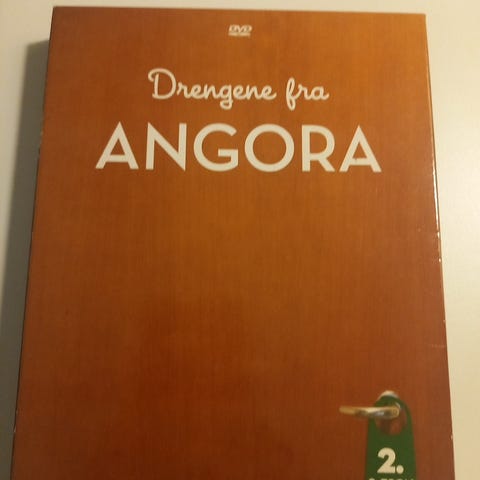 DVD
Drengene fra
ANGORA
2.